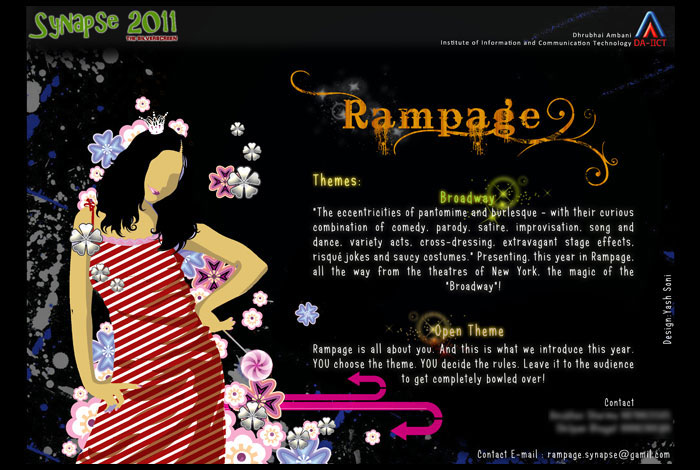 Synapse 2011
THE SILVER SCREEN
Dhrubhai Ambani
Institute of Information and Communication Technology
DA-IICT
Rampage
Themes:
Broadway
"The eccentricities of pantomime and burlesque - with their curious
combination of comedy, parody, satire, improvisation, song and
dance, variety acts, cross-dressing, extravagant stage effects,
risqué jokes and saucy costumes." Presenting, this year in Rampage,
all the way from the theatres of New York, the magic of the
"Broadway"!
Open Theme
Rampage is all about you. And this is what we introduce this year.
YOU choose the theme. YOU decide the rules. Leave it to the audience
to get completely bowled over!
Design:Yash Soni
Contact
Contact E-mail : rampage.synapse@gamil.com